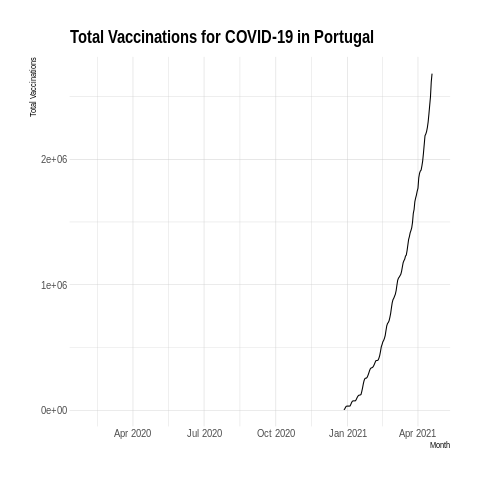 Total Vaccinations for COVID-19 in Portugal
Total Vaccinations
2e+06
1e+06
0e+00
Apr 2020 Jul 2020 Oct 2020 Jan 2021 Apr 2021
Month